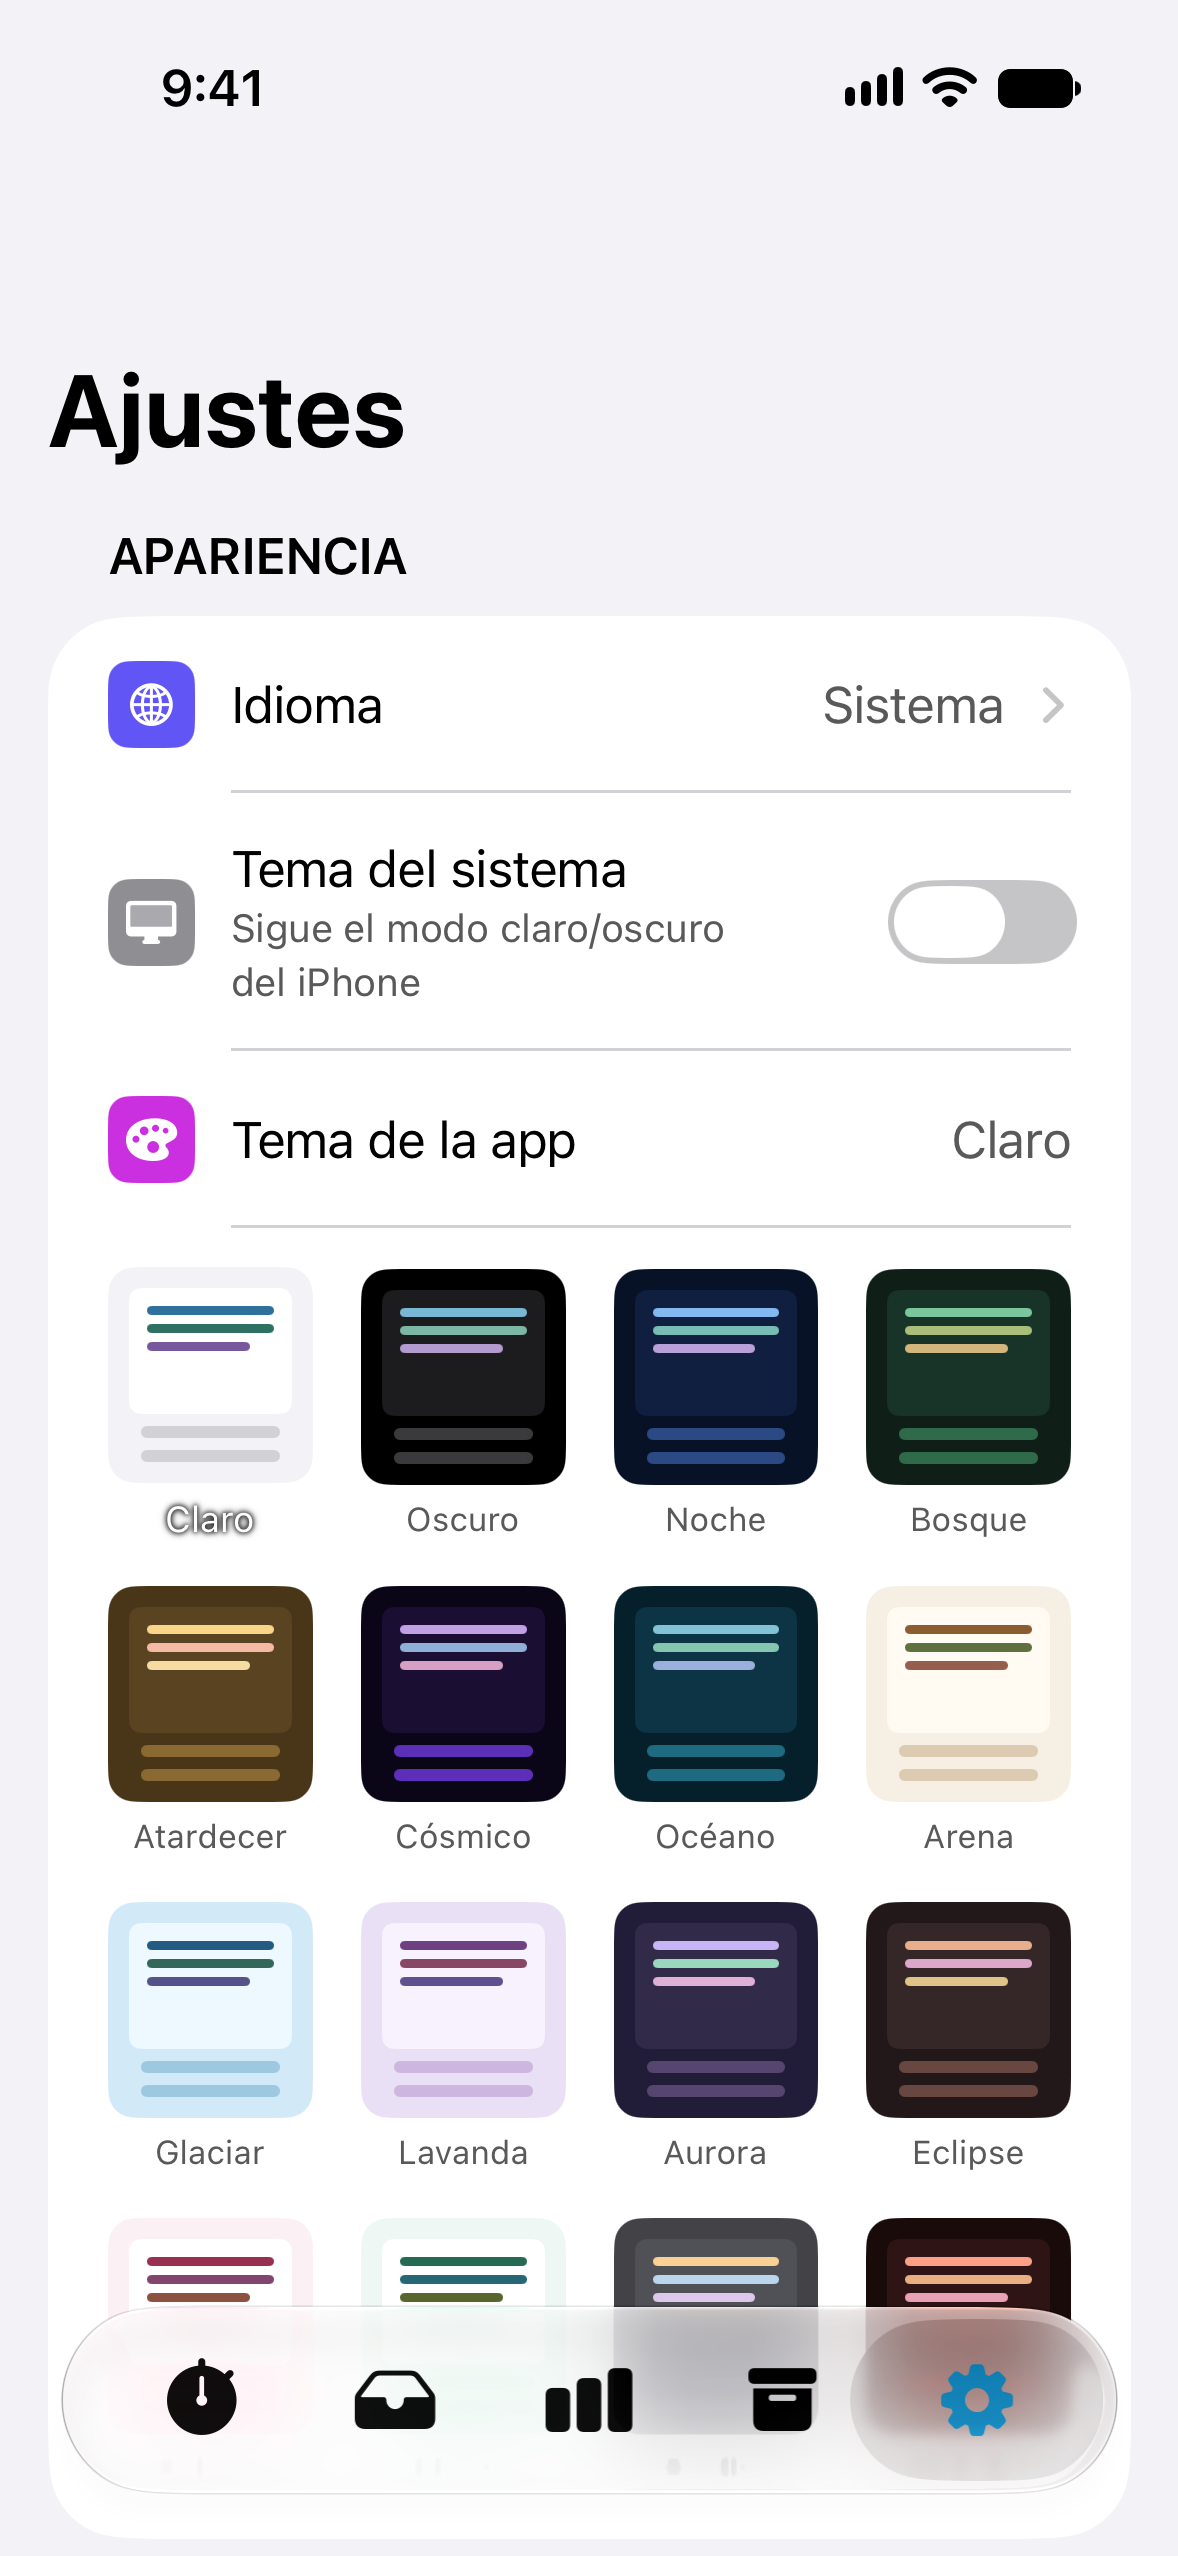 9:41
Ajustes
APARIENCIA
Idioma
Sistema
Tema del sistema
Sigue el modo claro/oscuro
del iPhone
Tema de la app
Claro
Claro
Oscuro
Noche
Bosque
Atardecer
Cósmico
Océano
Arena
Glaciar
Lavanda
Aurora
Eclipse